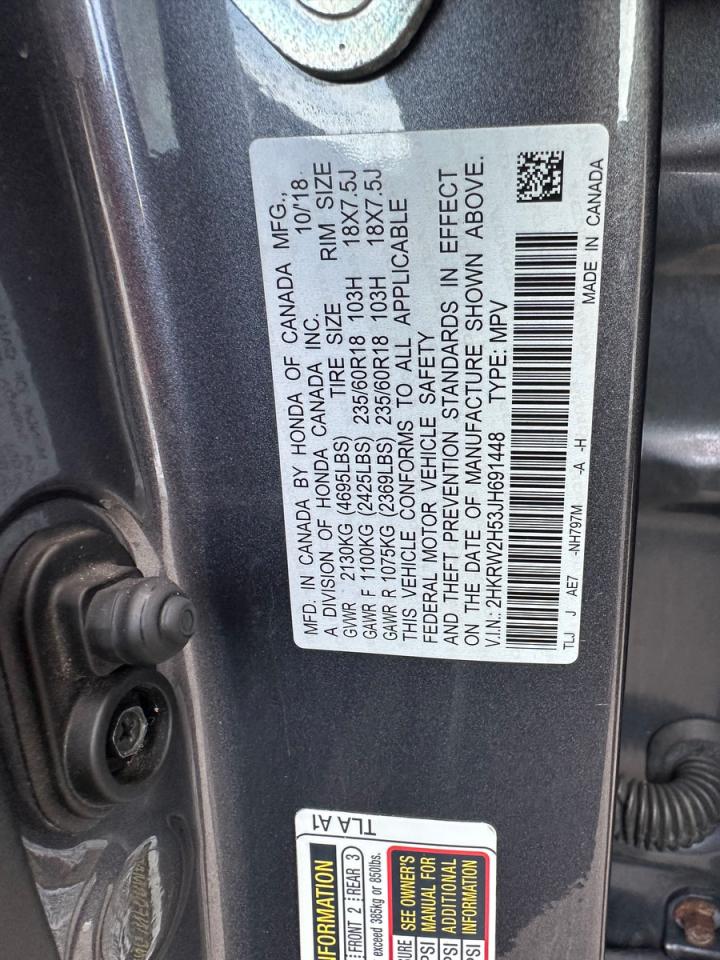 MFD. IN CANADA BY HONDA OF CANADA MFG.,
A DIVISION OF HONDA CANADA INC. 10/'18
GVWR 2130KG (4695LBS) TIRE SIZE RIM SIZE
GAWR F 1100KG (2425LBS) 235/60R18 103H 18X7.5J
GAWR R 1075KG (2369LBS) 235/60R18 103H 18X7.5J
THIS VEHICLE CONFORMS TO ALL APPLICABLE
FEDERAL MOTOR VEHICLE SAFETY
AND THEFT PREVENTION STANDARDS IN EFFECT
ON THE DATE OF MANUFACTURE SHOWN ABOVE.
V.I.N.: 2HKRW2H53JH691448 TYPE: MPV
TLJ J AE7 -NH797M -A -H MADE IN CANADA
TLA A1
INFORMATION
FRONT 2 REAR 3
exceed 385kg or 850lbs.
SEE OWNER'S
MANUAL FOR
ADDITIONAL
INFORMATION
PSI
PSI